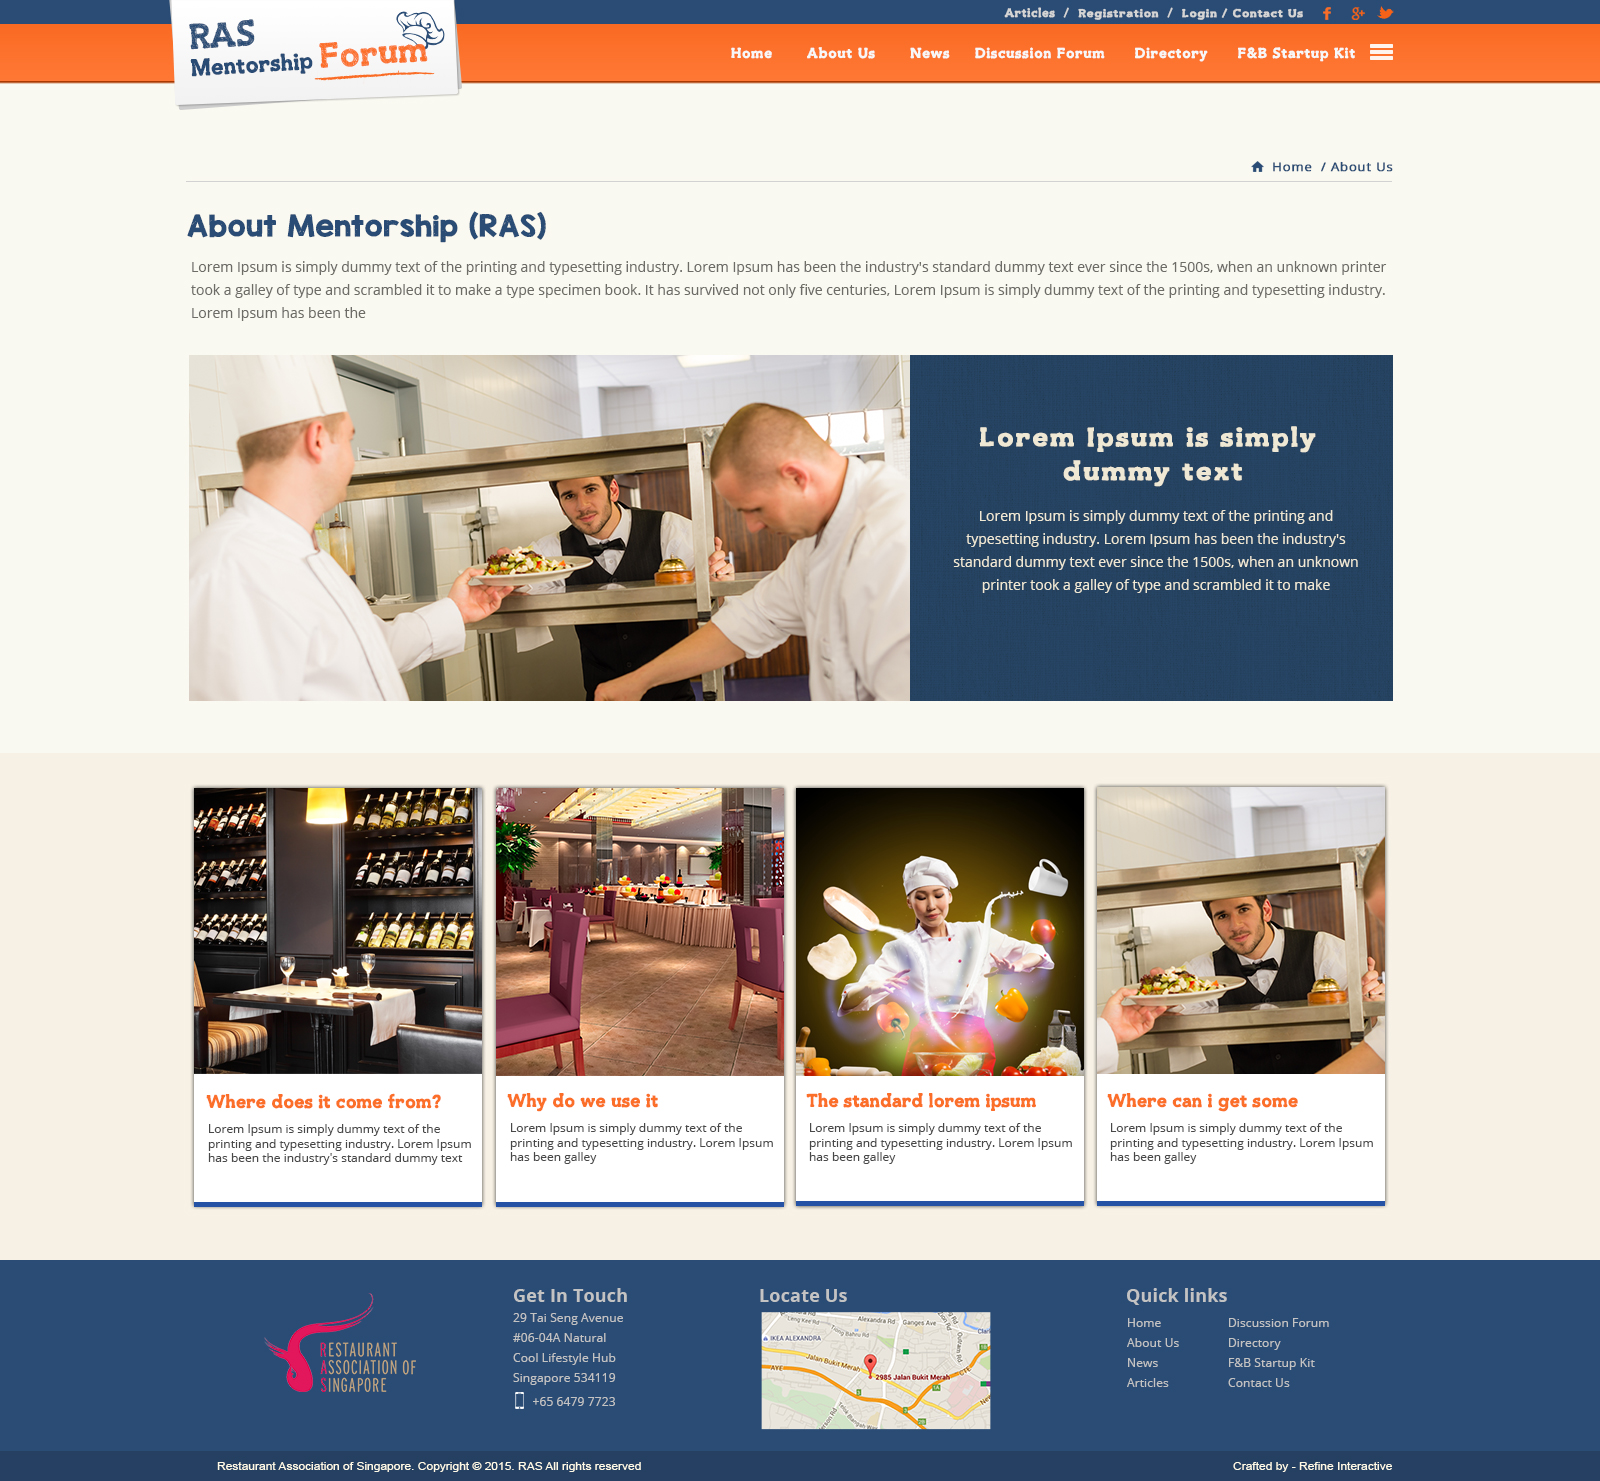 Articles / Registration / Login / Contact Us
RAS
Mentorship Forum
Home About Us News Discussion Forum Directory F&B Startup Kit
Home / About Us
About Mentorship (RAS)
Lorem Ipsum is simply dummy text of the printing and typesetting industry. Lorem Ipsum has been the industry's standard dummy text ever since the 1500s, when an unknown printer
took a galley of type and scrambled it to make a type specimen book. It has survived not only five centuries, Lorem Ipsum is simply dummy text of the printing and typesetting industry.
Lorem Ipsum has been the
Lorem Ipsum is simply
dummy text
Lorem Ipsum is simply dummy text of the printing and
typesetting industry. Lorem Ipsum has been the industry's
standard dummy text ever since the 1500s, when an unknown
printer took a galley of type and scrambled it to make
Where does it come from?
Lorem Ipsum is simply dummy text of the
printing and typesetting industry. Lorem Ipsum
has been the industry's standard dummy text
Why do we use it
Lorem Ipsum is simply dummy text of the
printing and typesetting industry. Lorem Ipsum
has been galley
The standard lorem ipsum
Lorem Ipsum is simply dummy text of the
printing and typesetting industry. Lorem Ipsum
has been galley
Where can i get some
Lorem Ipsum is simply dummy text of the
printing and typesetting industry. Lorem Ipsum
has been galley
RESTAURANT
ASSOCIATION OF
SINGAPORE
Get In Touch
29 Tai Seng Avenue
#06-04A Natural
Cool Lifestyle Hub
Singapore 534119
+65 6479 7723
Locate Us
Alexandra Rd
Ganges Ave
Leng Kee Rd
Tiong Bahru Rd
IKEA ALEXANDRA
Outram Rd
Jalan Bukit Merah
AYE
CTE
2985 Jalan Bukit Merah
Quick links
Home
About Us
News
Articles
Discussion Forum
Directory
F&B Startup Kit
Contact Us
Restaurant Association of Singapore. Copyright © 2015. RAS All rights reserved
Crafted by - Refine Interactive